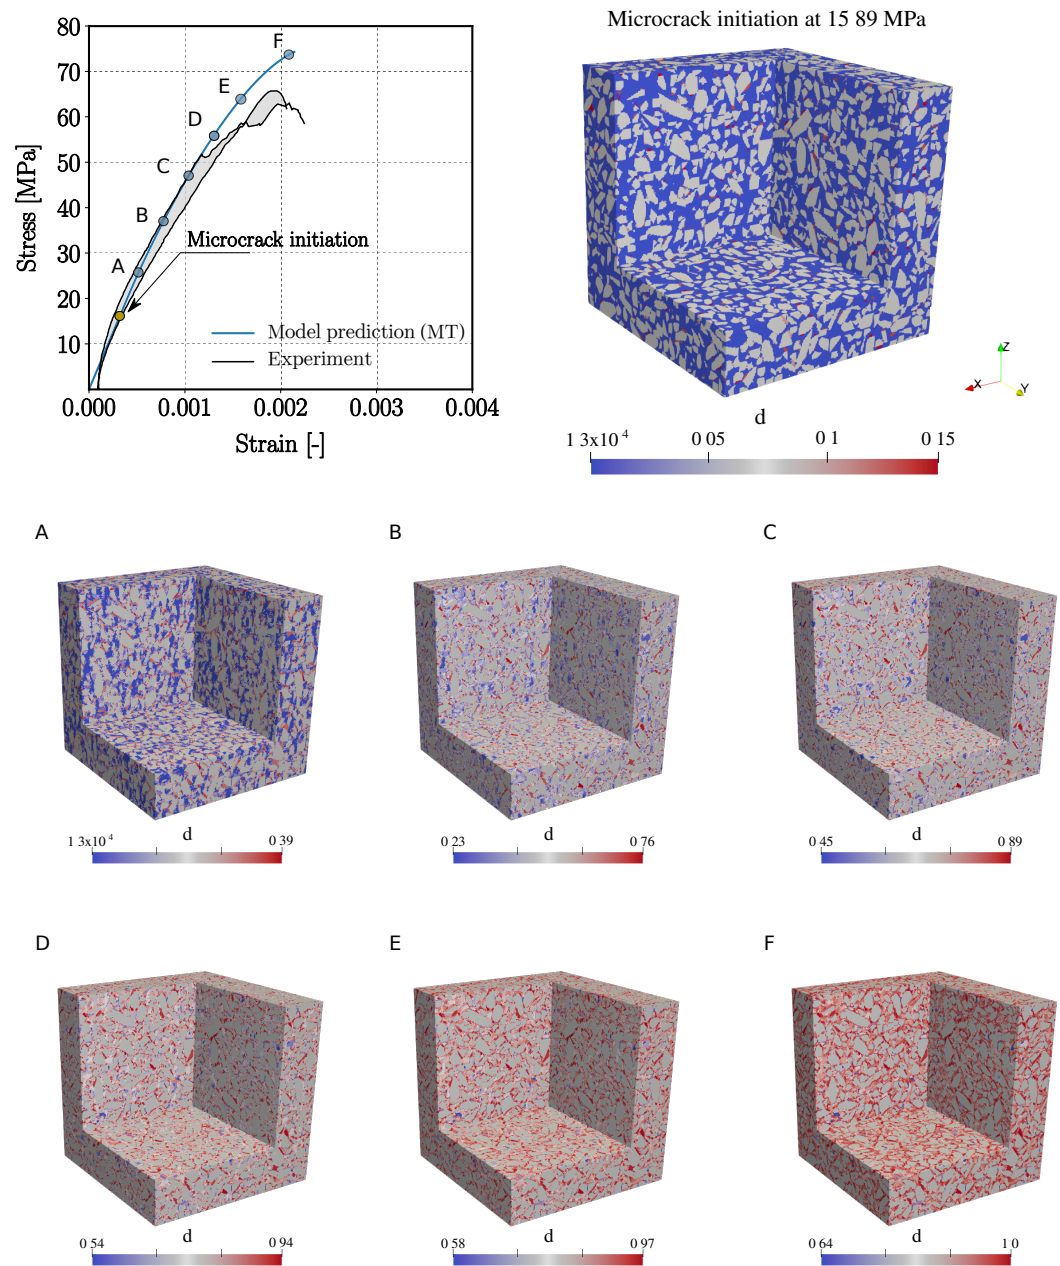 80
70
60
50
40
30
20
10
Stress [MPa]
A
B
C
D
E
F
Microcrack initiation
Model prediction (MT)
Experiment
0.000 0.001 0.002 0.003 0.004
Strain [-]
Microcrack initiation at 15 89 MPa
Z
X
Y
d
1 3x10 4 0 05 0 1 0 15
A
d
1 3x10 4 0 39
B
d
0 23 0 76
C
d
0 45 0 89
D
d
0 54 0 94
E
d
0 58 0 97
F
d
0 64 1 0